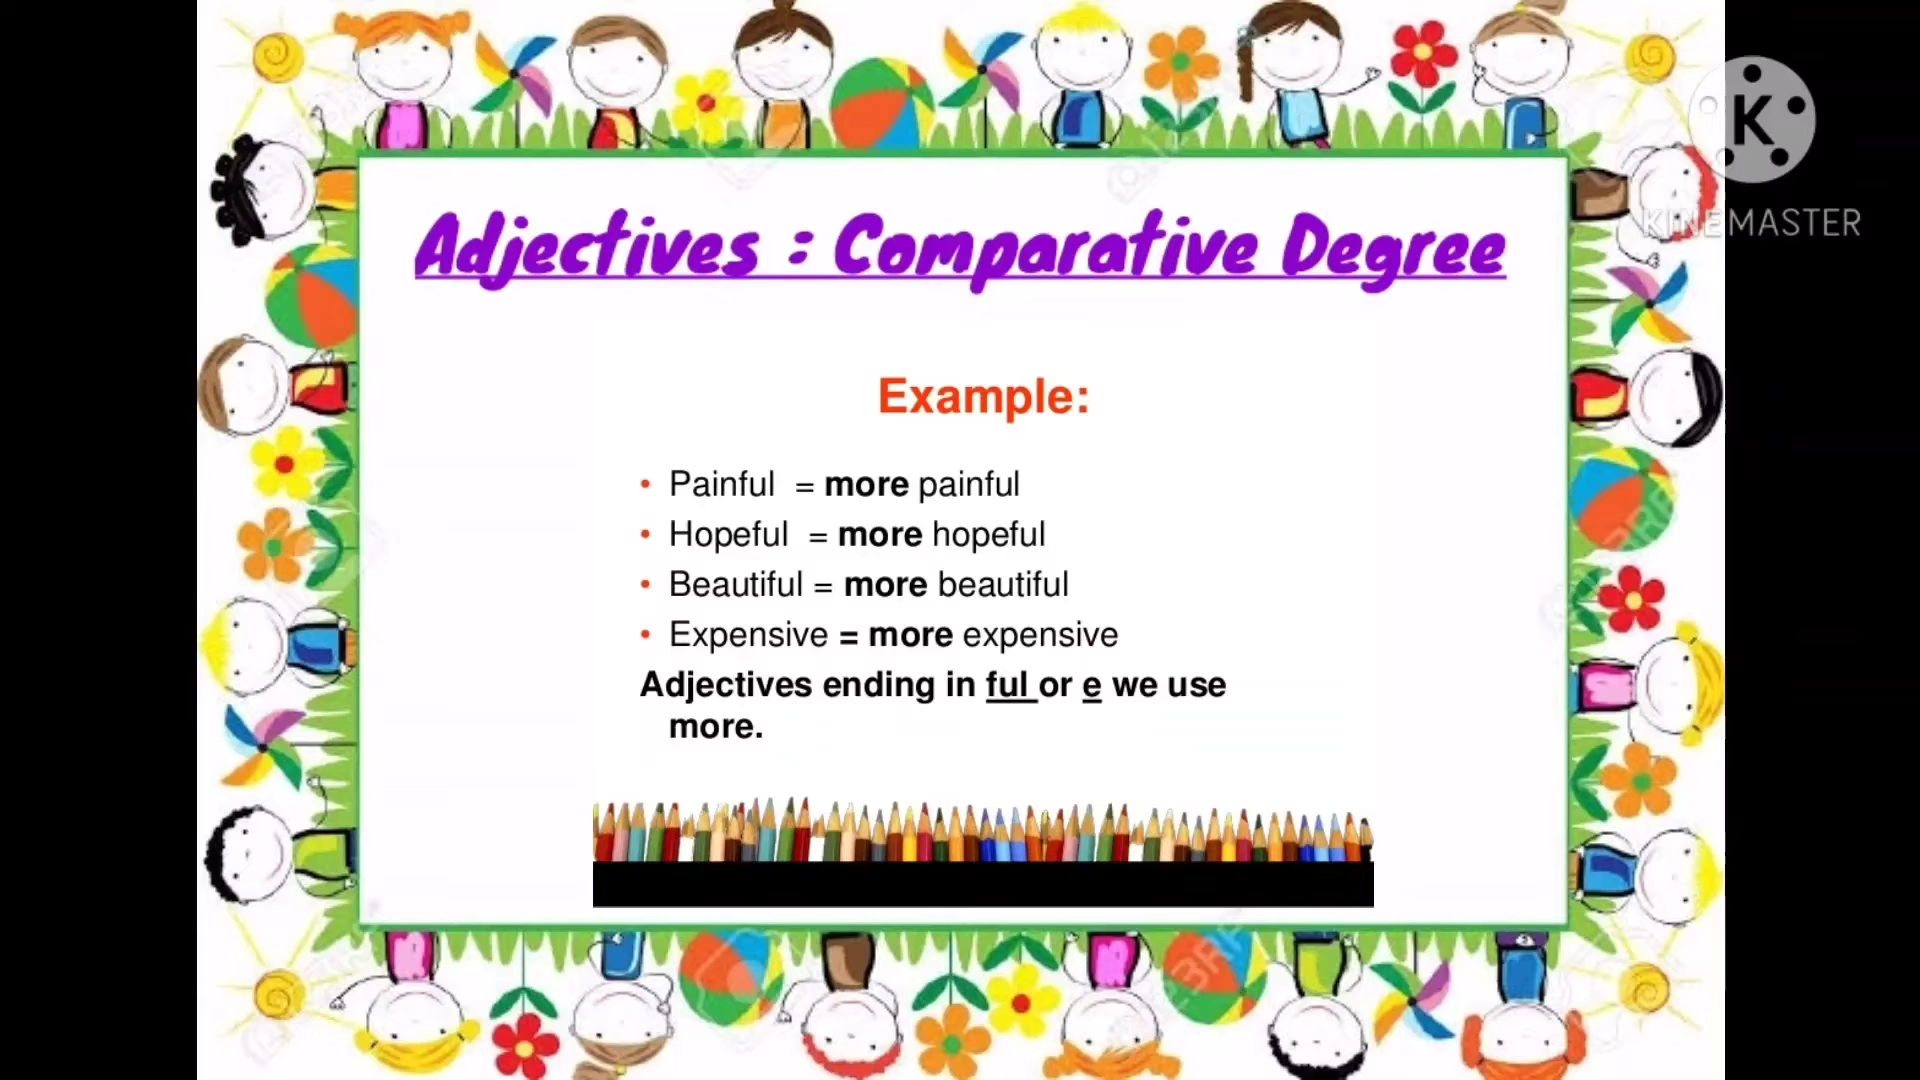 Adjectives : Comparative Degree
K
KINEMASTER
Example:
• Painful = more painful
• Hopeful = more hopeful
• Beautiful = more beautiful
• Expensive = more expensive
Adjectives ending in ful or e we use
more.